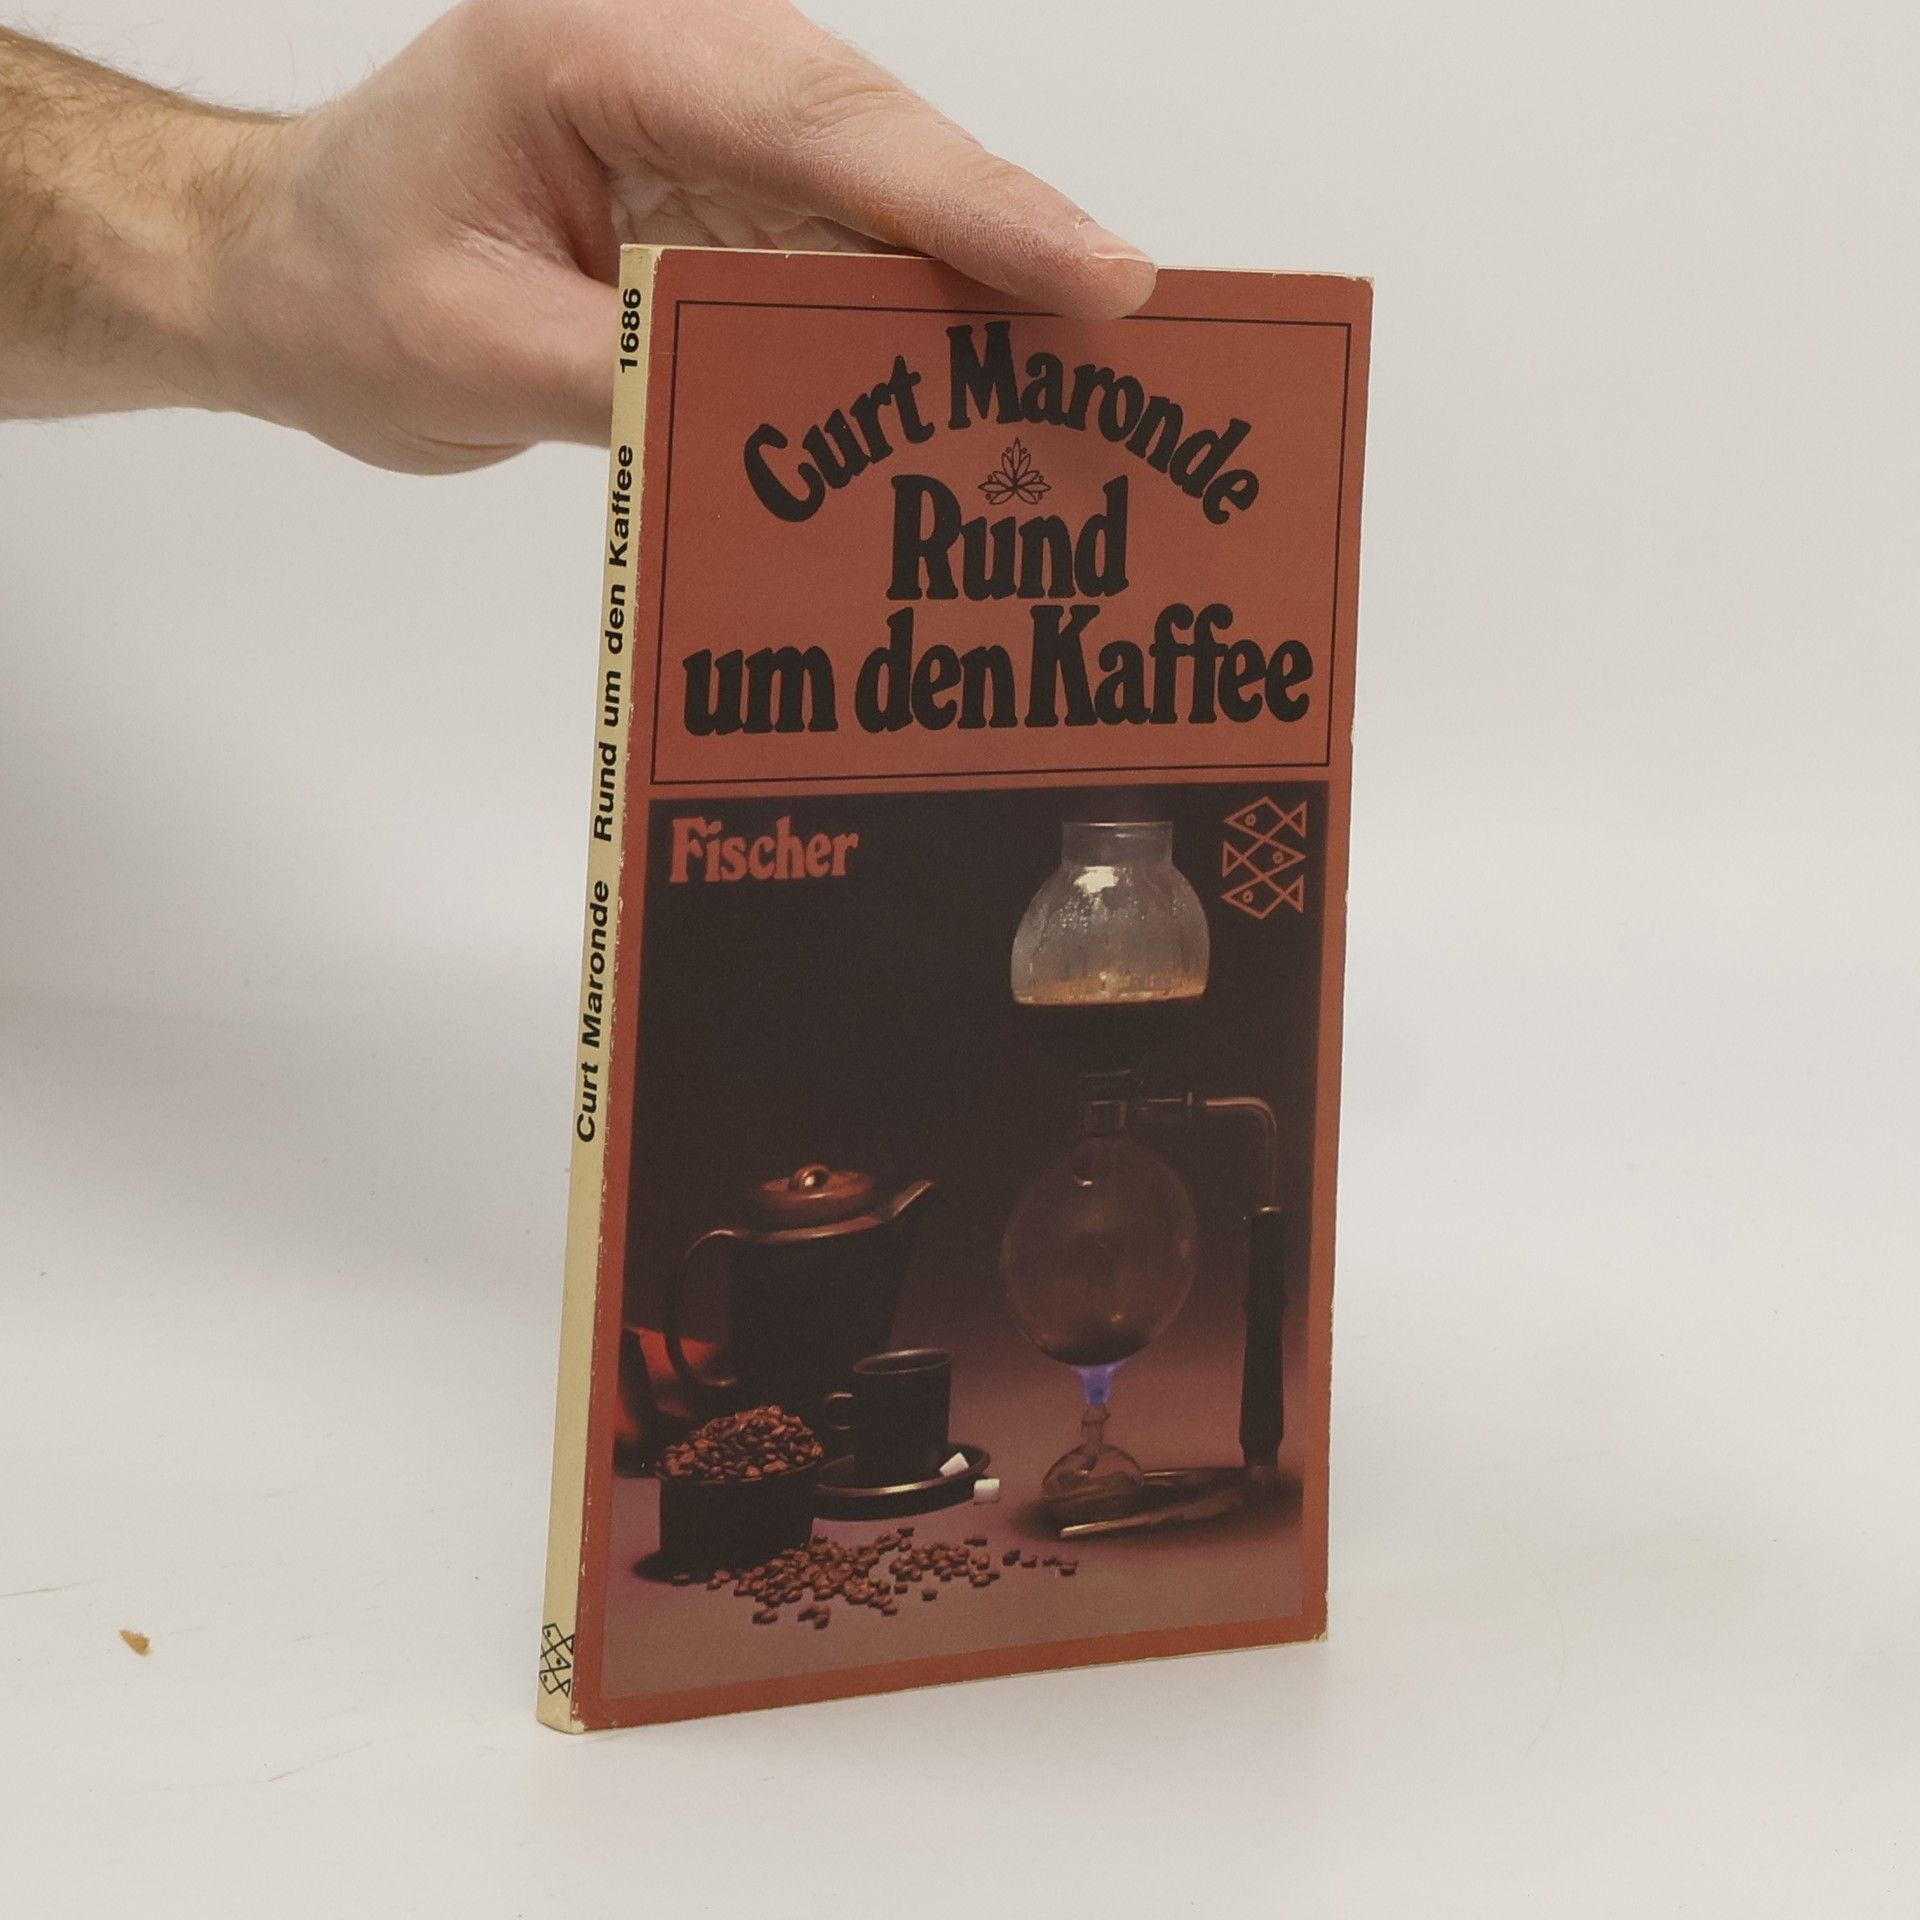 Curt Maronde
Rund
um den Kaffee
Fischer
Curt Maronde Rund um den Kaffee 1686